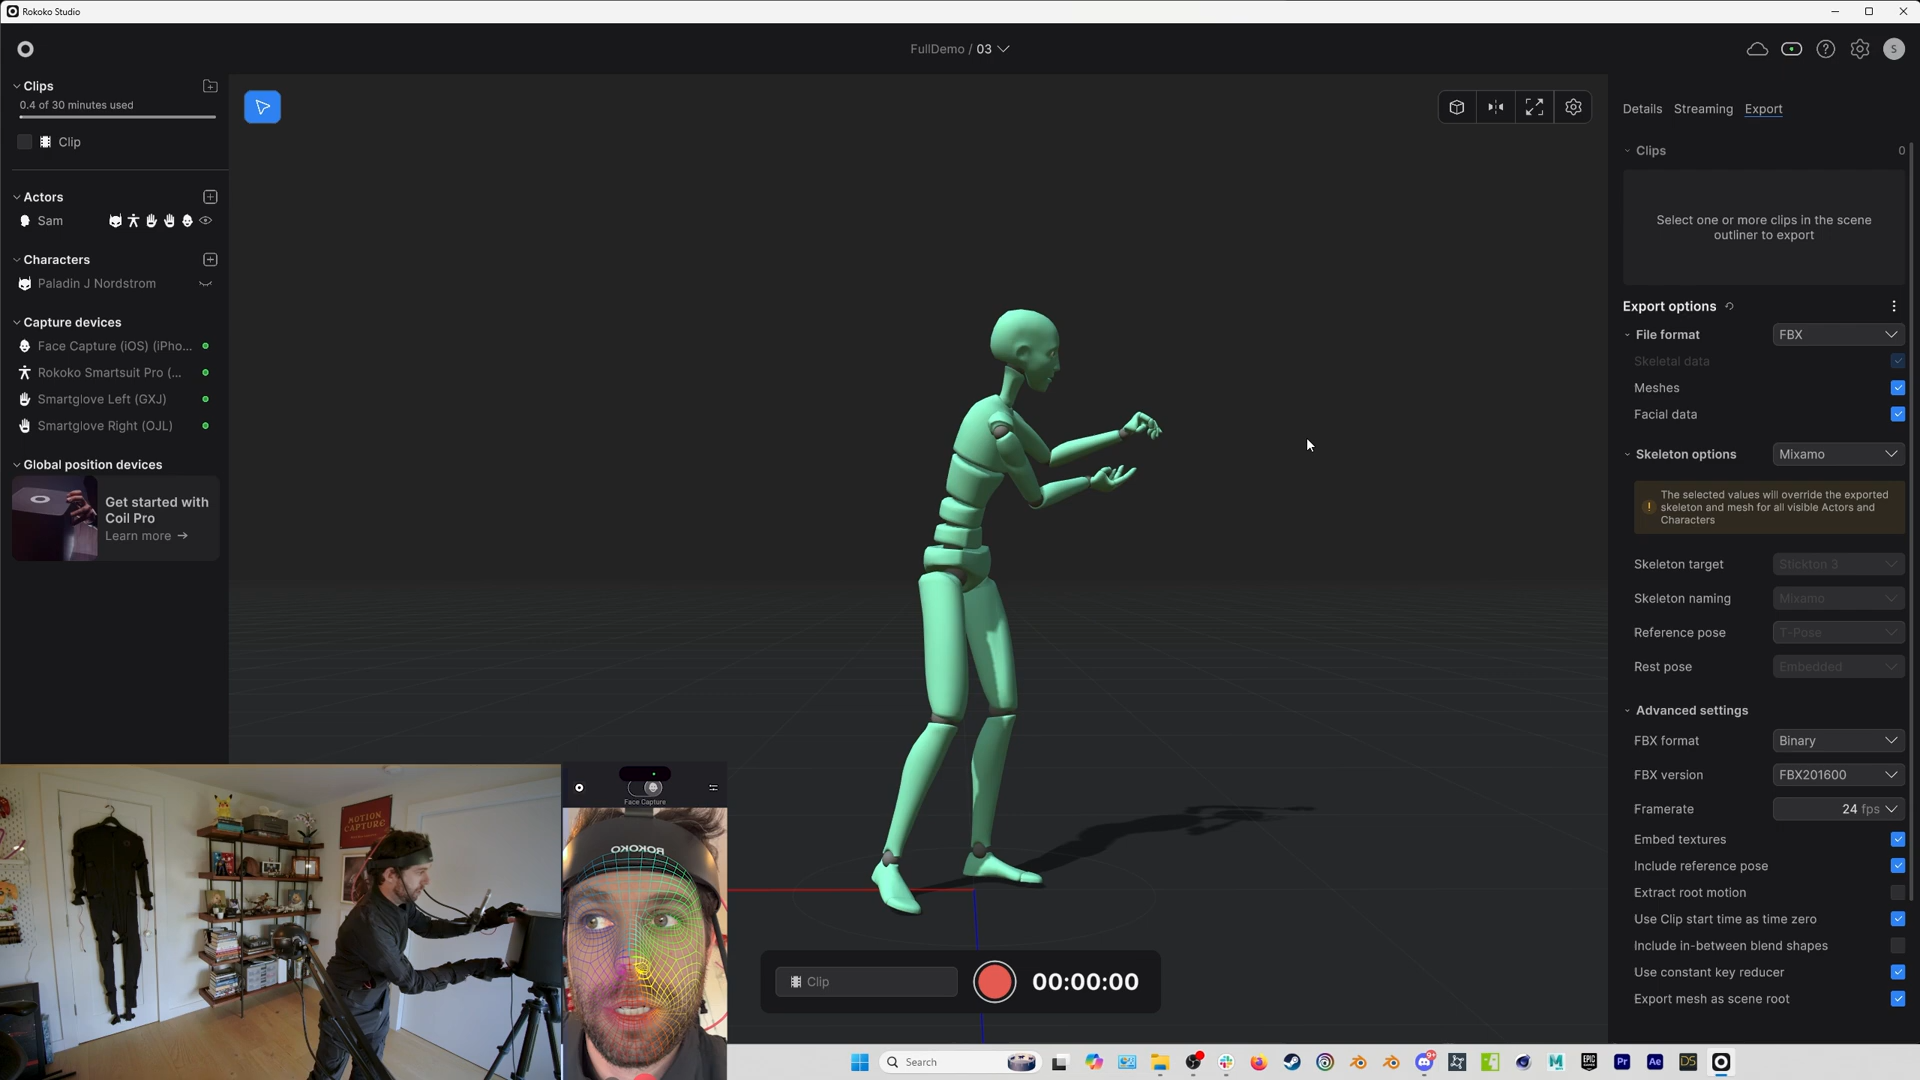 Rokoko Studio
FullDemo / 03
S
Clips
0.4 of 30 minutes used
Clip
Actors
Sam
Characters
Paladin J Nordstrom
Capture devices
Face Capture (iOS) (iPho...
Rokoko Smartsuit Pro (...
Smartglove Left (GXJ)
Smartglove Right (OJL)
Global position devices
Get started with
Coil Pro
Learn more →
Details Streaming Export
Clips 0
Select one or more clips in the scene
outliner to export
Export options
File format FBX
Skeletal data
Meshes
Facial data
Skeleton options Mixamo
! The selected values will override the exported
skeleton and mesh for all visible Actors and
Characters
Skeleton target Stickton 3
Skeleton naming Mixamo
Reference pose T-Pose
Rest pose Embedded
Advanced settings
FBX format Binary
FBX version FBX201600
Framerate 24 fps
Embed textures
Include reference pose
Extract root motion
Use Clip start time as time zero
Include in-between blend shapes
Use constant key reducer
Export mesh as scene root
MOTION
CAPTURE
Face Capture
ROKOKO
Clip
00:00:00
Search
9+
M
EPIC
Pr
Ae
DS